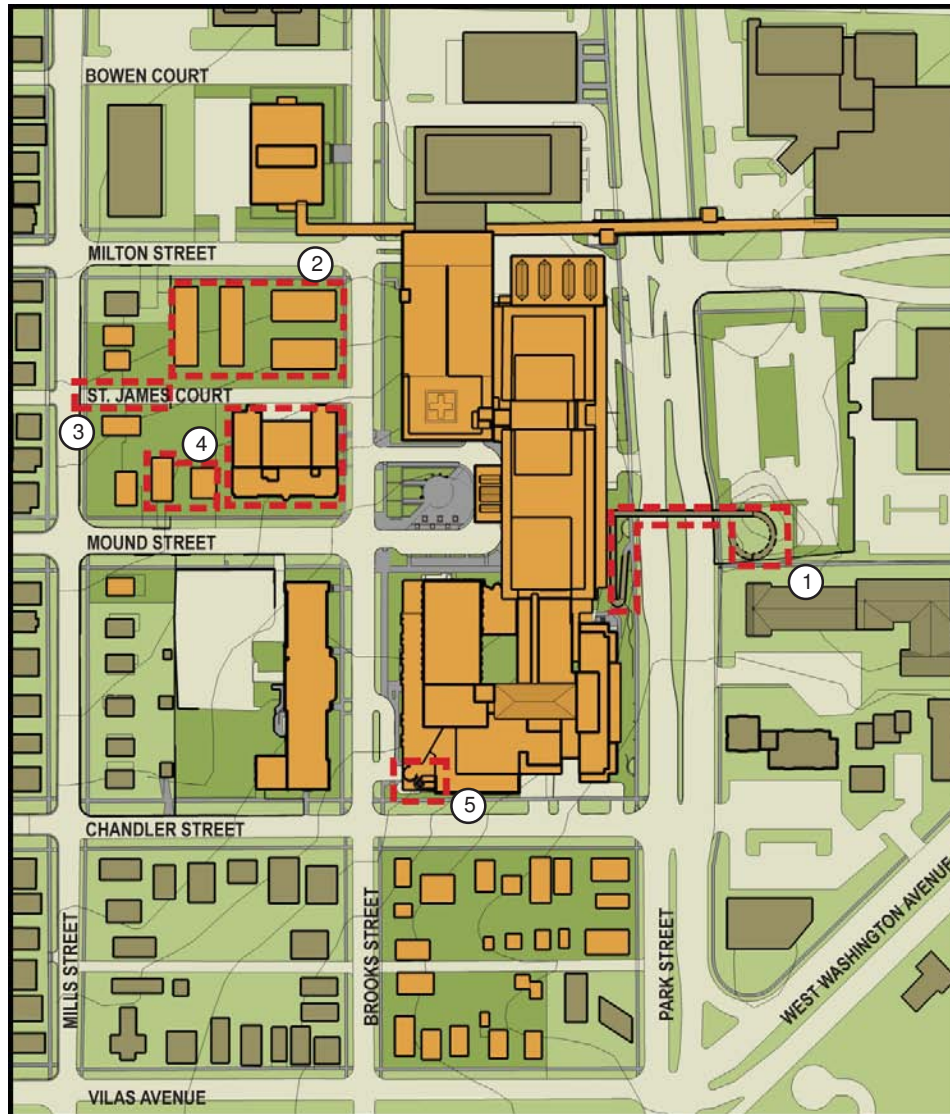 BOWEN COURT
MILTON STREET
2
ST. JAMES COURT
3
4
MOUND STREET
1
5
CHANDLER STREET
MILLS STREET
BROOKS STREET
PARK STREET
WEST WASHINGTON AVENUE
VILAS AVENUE